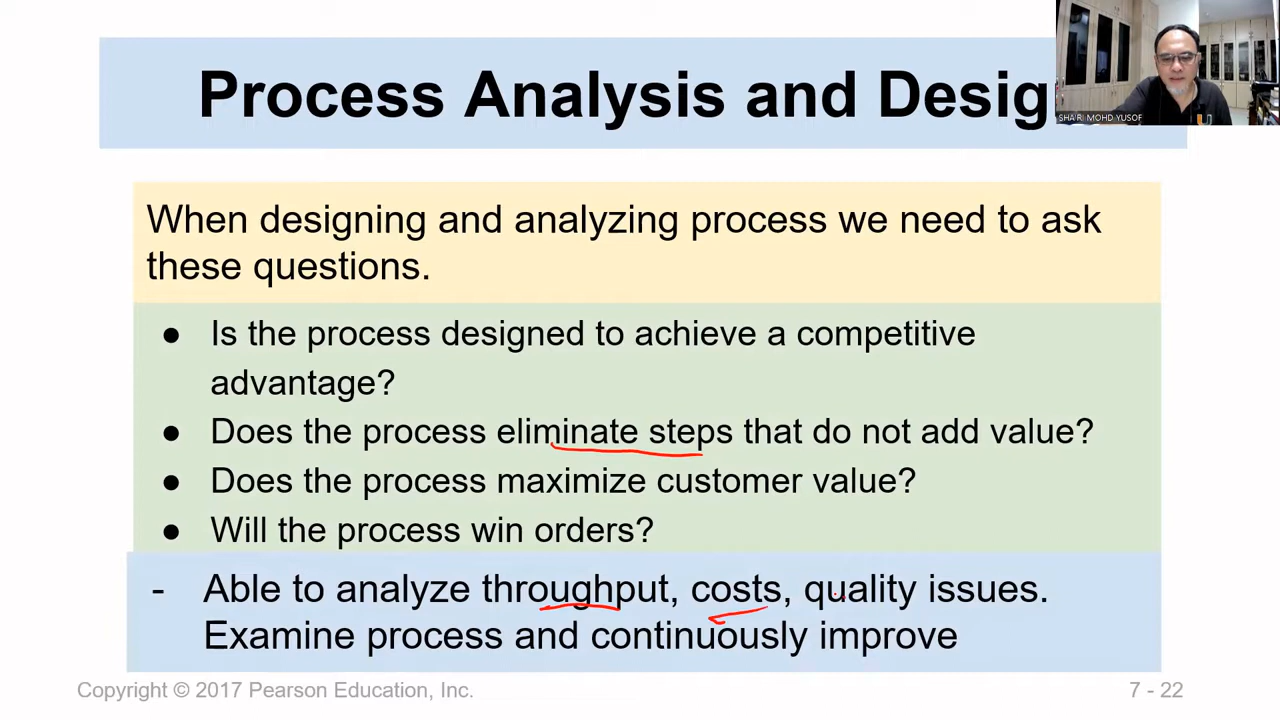 Process Analysis and Desig
SHA'RI MOHD YUSOF
When designing and analyzing process we need to ask
these questions.
● Is the process designed to achieve a competitive
advantage?
● Does the process eliminate steps that do not add value?
● Does the process maximize customer value?
● Will the process win orders?
- Able to analyze throughput, costs, quality issues.
Examine process and continuously improve
Copyright © 2017 Pearson Education, Inc.
7 - 22